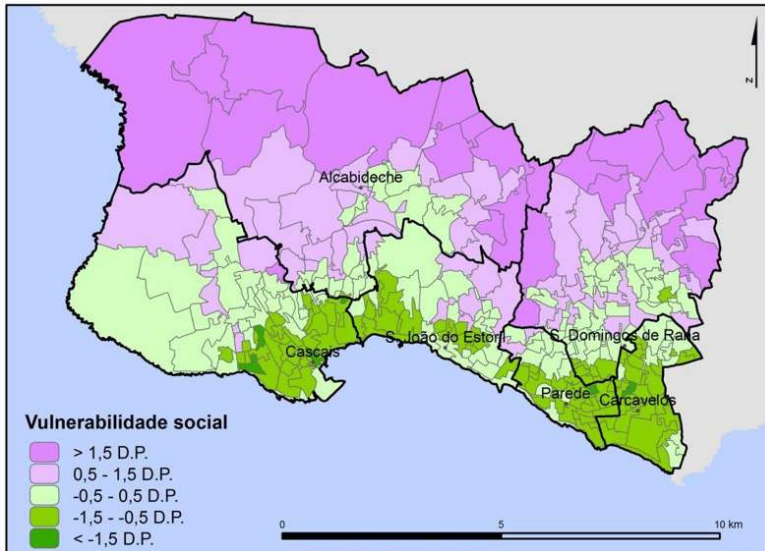 N
Alcabideche
S. João do Estoril
S. Domingos de Rana
Cascais
Parede
Carcavelos
Vulnerabilidade social
> 1,5 D.P.
0,5 - 1,5 D.P.
-0,5 - 0,5 D.P.
-1,5 - -0,5 D.P.
< -1,5 D.P.
0 5 10 km